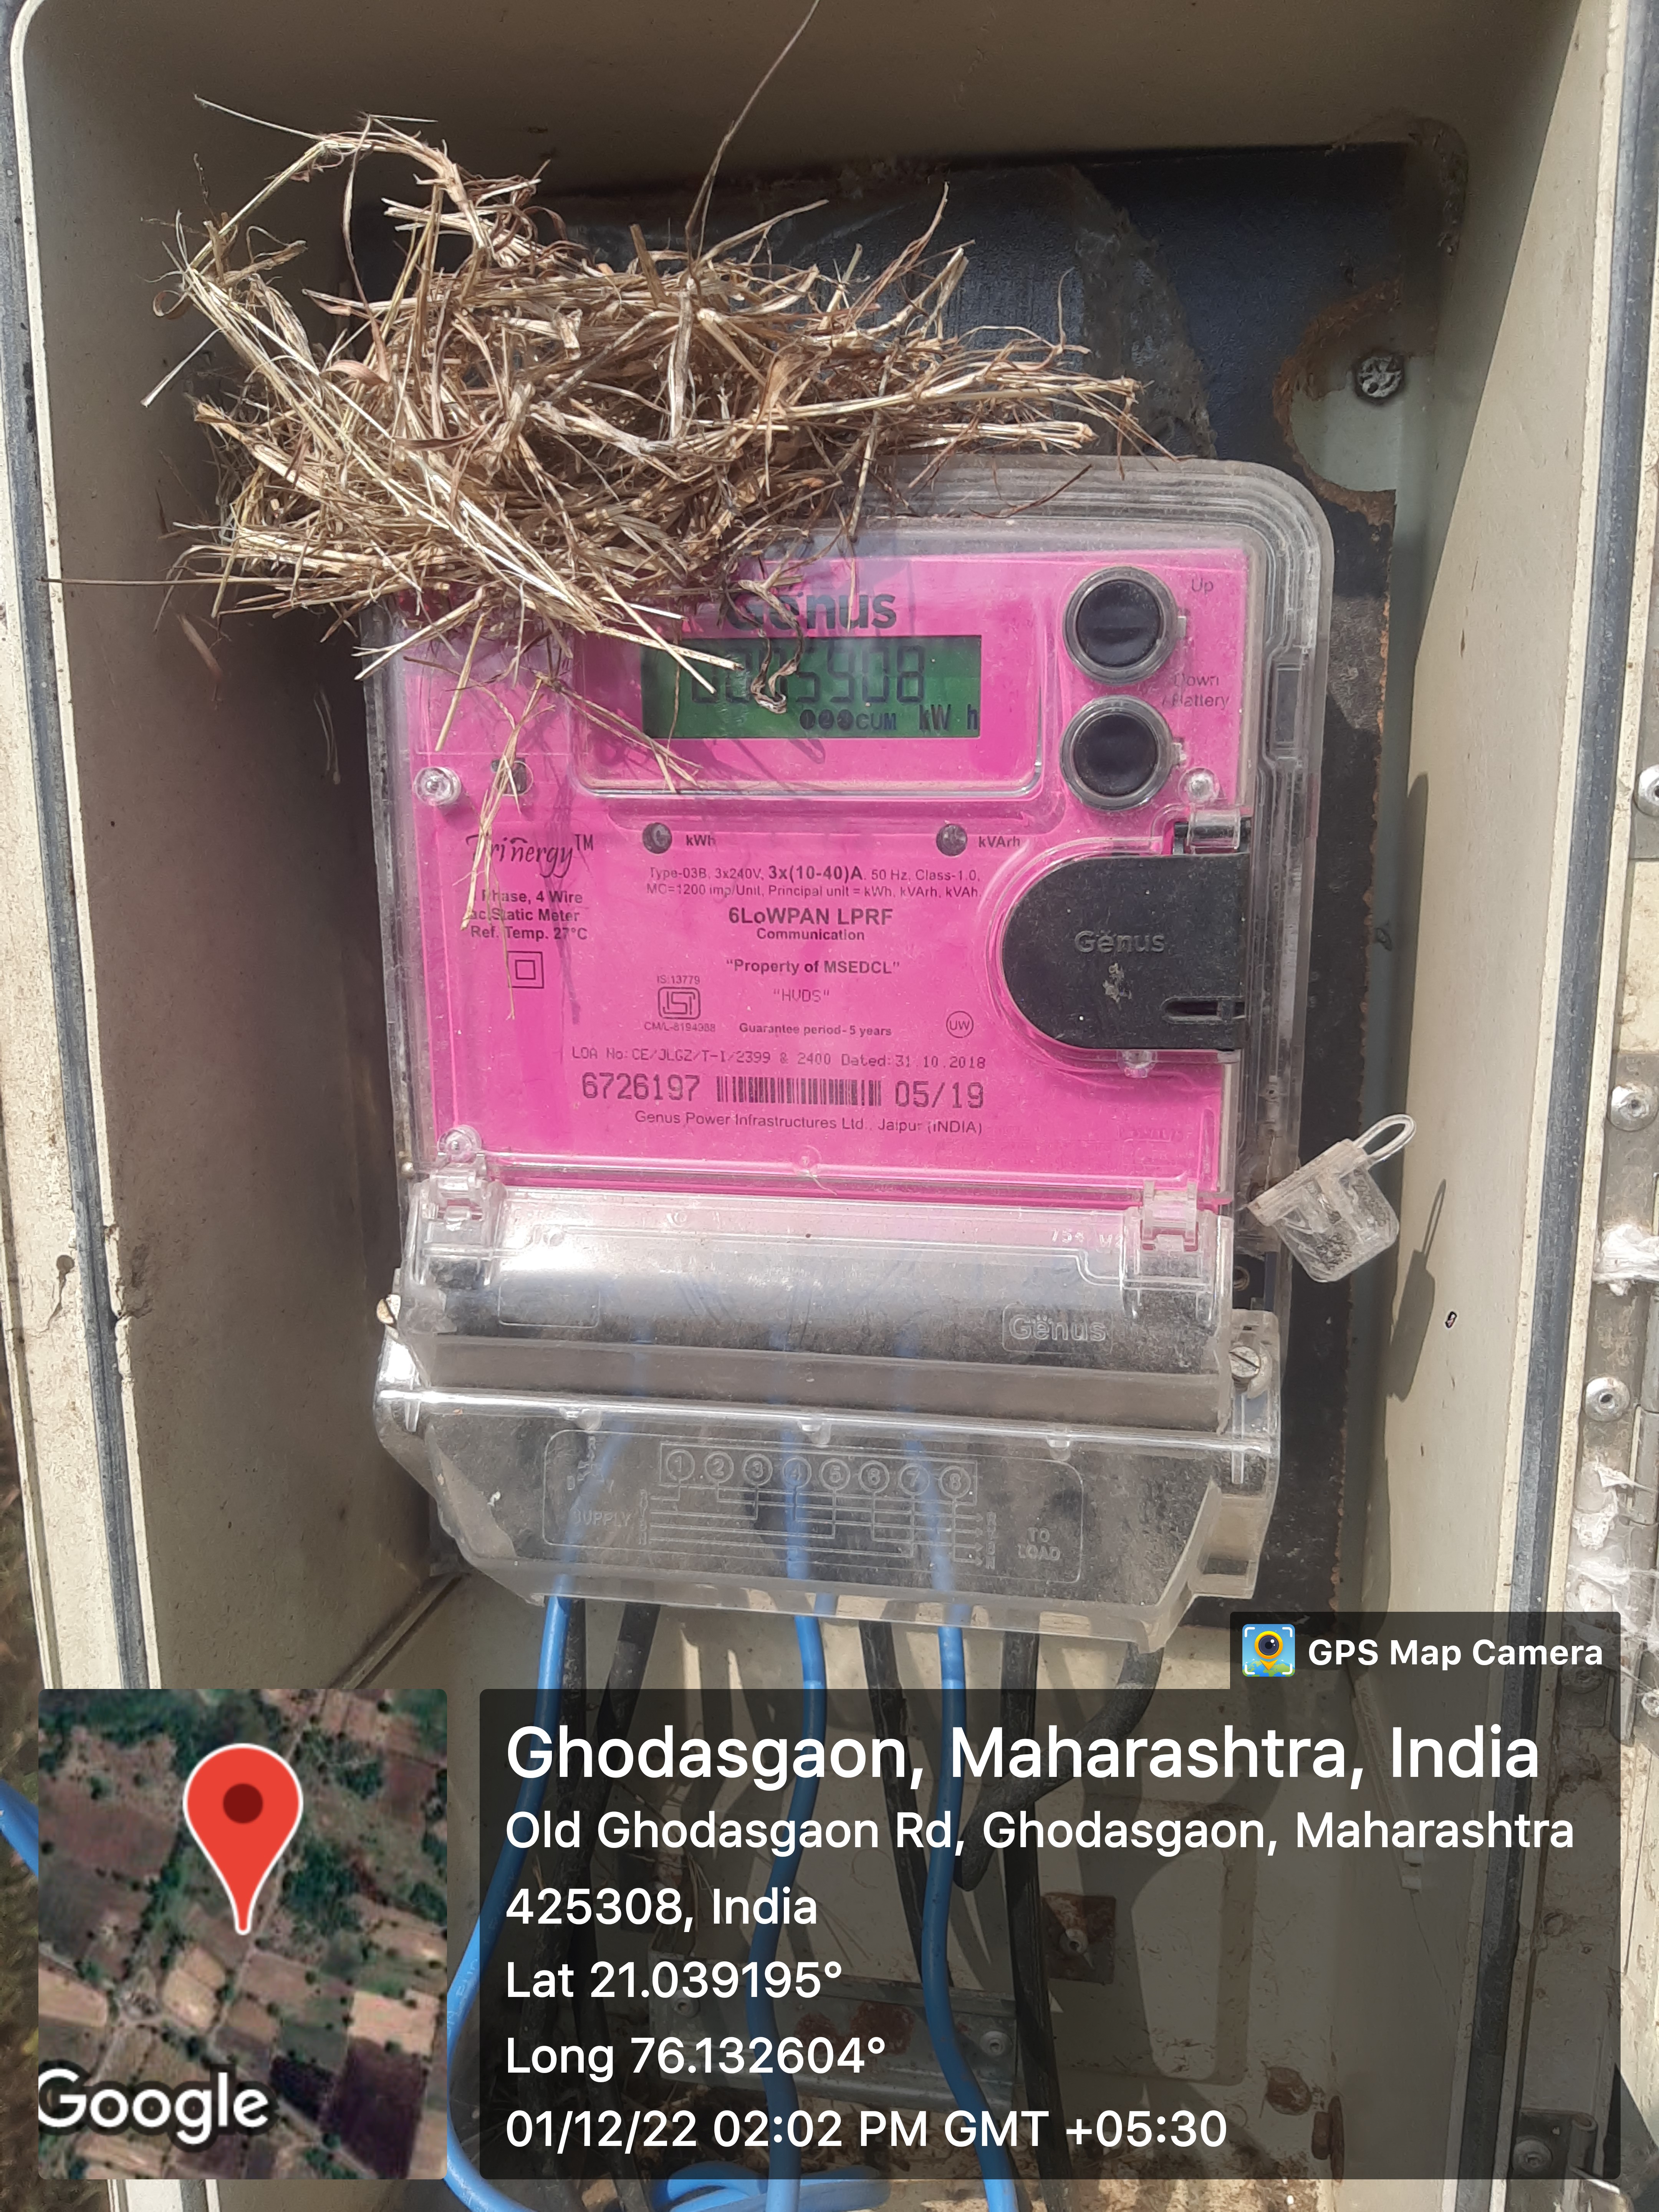 Genus
kW h
CUM
Up
Down
/ Battery
kWh
kVArh
TM
Phase, 4 Wire
ac Static Meter
Ref. Temp. 27°C
Type-03B, 3x240V, 3x(10-40)A, 50 Hz, Class-1.0,
MC=1200 imp/Unit, Principal unit = kWh, kVArh, kVAh
6LoWPAN LPRF
Communication
"Property of MSEDCL"
"HVDS"
IS:13779
Guarantee period- 5 years
UW
LOA No: CE/JLGZ/T-1/2399 & 2400 Dated: 31.10.2018
6726197 05/19
Genus Power Infrastructures Ltd., Jaipur (INDIA)
Genus
Genus
1 2 3 4 5 6 7 8
SUPPLY
TO
LOAD
GPS Map Camera
Ghodasgaon, Maharashtra, India
Old Ghodasgaon Rd, Ghodasgaon, Maharashtra
425308, India
Lat 21.039195°
Long 76.132604°
01/12/22 02:02 PM GMT +05:30
Google